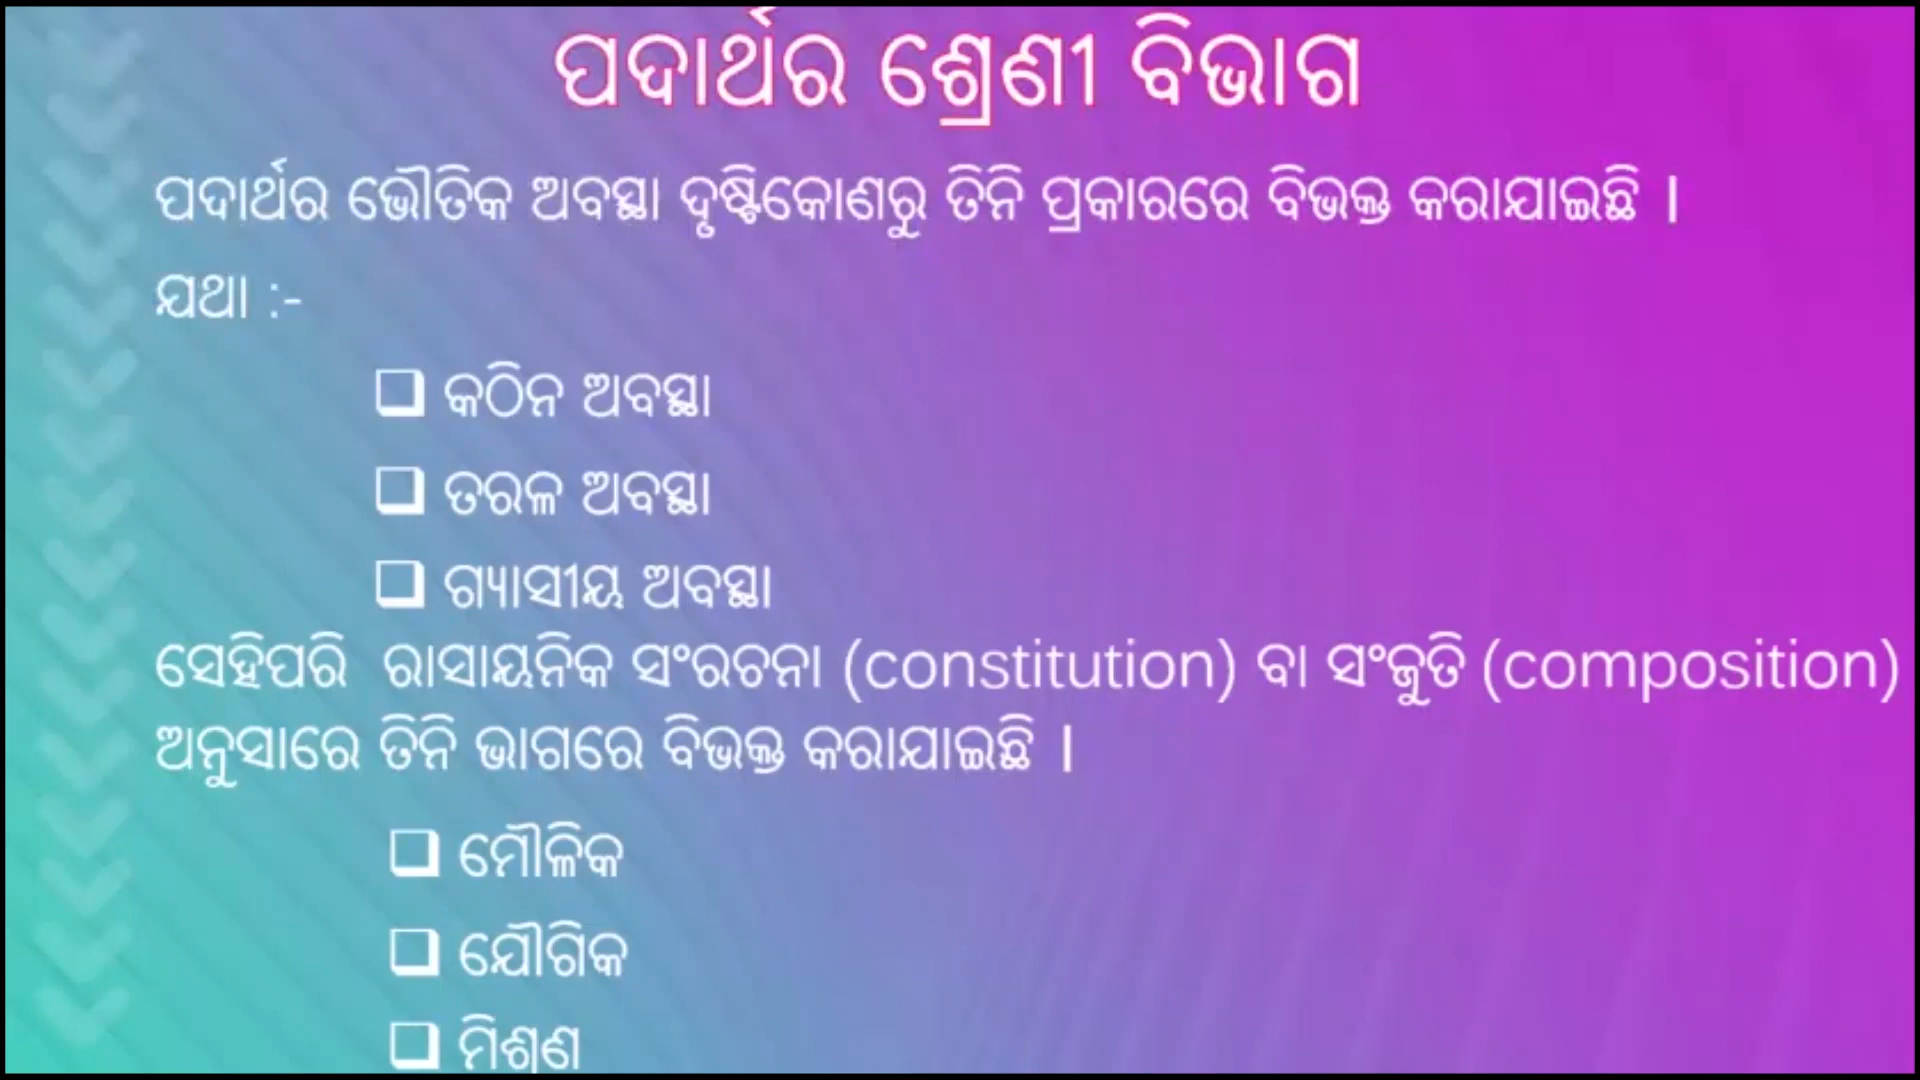 ପଦାର୍ଥର ଶ୍ରେଣୀ ବିଭାଗ
ପଦାର୍ଥର ଭୌତିକ ଅବସ୍ଥା ଦୃଷ୍ଟିକୋଣରୁ ତିନି ପ୍ରକାରରେ ବିଭକ୍ତ କରାଯାଇଛି |
ଯଥା :-
❑ କଠିନ ଅବସ୍ଥା
❑ ତରଳ ଅବସ୍ଥା
❑ ଗ୍ୟାସୀୟ ଅବସ୍ଥା
ସେହିପରି ରାସାୟନିକ ସଂରଚନା (constitution) ବା ସଂଜୁତି (composition)
ଅନୁସାରେ ତିନି ଭାଗରେ ବିଭକ୍ତ କରାଯାଇଛି |
❑ ମୌଳିକ
❑ ଯୌଗିକ
❑ ମିଶ୍ରଣ